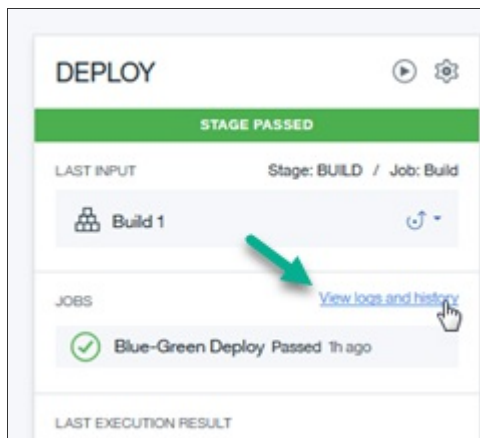 DEPLOY
STAGE PASSED
LAST INPUT Stage: BUILD / Job: Build
Build 1
JOBS View logs and history
Blue-Green Deploy Passed 1h ago
LAST EXECUTION RESULT